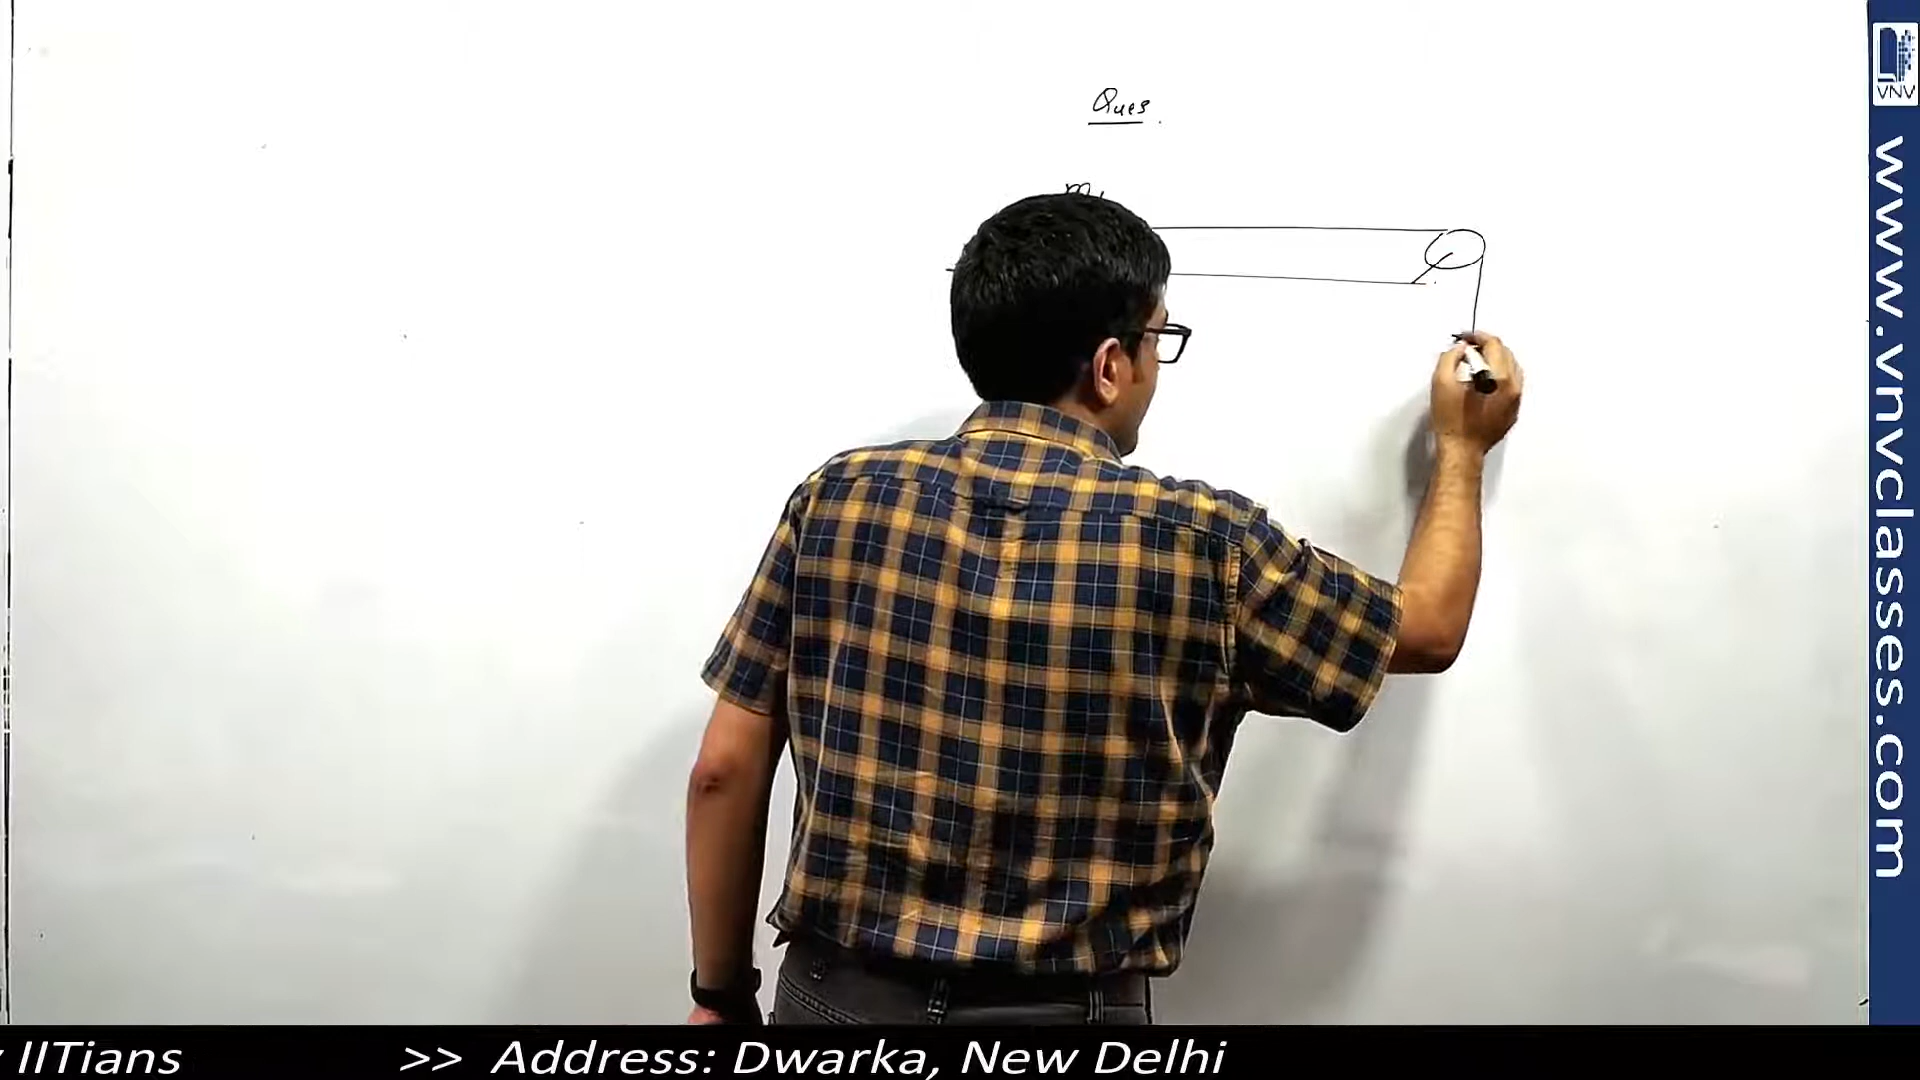 Ques.
VNV
www.vnvclasses.com
IITians >> Address: Dwarka, New Delhi